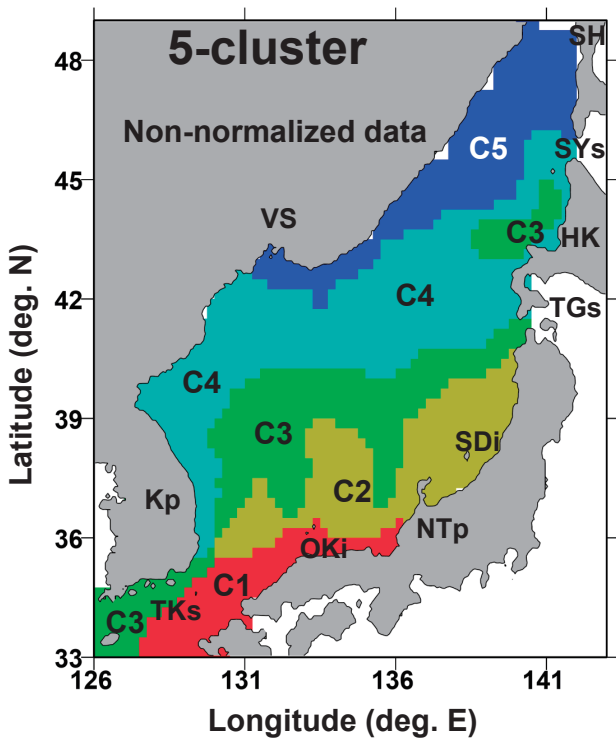 5-cluster
SH
48
Non-normalized data
C5
SYs
45
VS
C3
HK
C4
42
TGs
C4
Latitude (deg. N)
39
C3
SDi
C2
Kp
NTp
36
OKi
C1
TKs
C3
33
126
131
136
141
Longitude (deg. E)